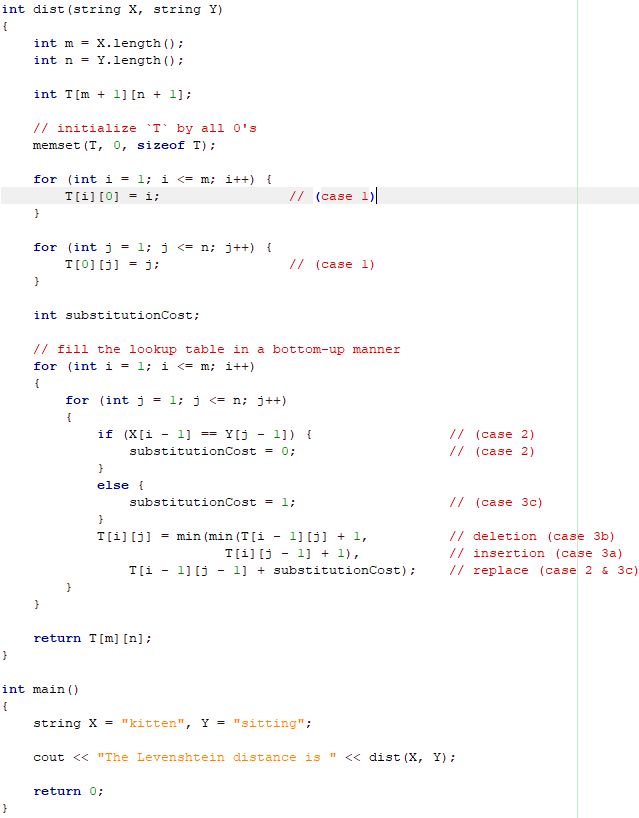 int dist(string X, string Y)
{
    int m = X.length();
    int n = Y.length();
    int T[m + 1][n + 1];
    // initialize `T` by all 0's
    memset(T, 0, sizeof T);
    for (int i = 1; i <= m; i++) {
        T[i][0] = i;                // (case 1)
    }
    for (int j = 1; j <= n; j++) {
        T[0][j] = j;                // (case 1)
    }
    int substitutionCost;
    // fill the lookup table in a bottom-up manner
    for (int i = 1; i <= m; i++)
    {
        for (int j = 1; j <= n; j++)
        {
            if (X[i - 1] == Y[j - 1]) {                 // (case 2)
                substitutionCost = 0;                   // (case 2)
            }
            else {
                substitutionCost = 1;                   // (case 3c)
            }
            T[i][j] = min(min(T[i - 1][j] + 1,          // deletion (case 3b)
                            T[i][j - 1] + 1),           // insertion (case 3a)
                T[i - 1][j - 1] + substitutionCost);    // replace (case 2 & 3c)
        }
    }
    return T[m][n];
}
int main()
{
    string X = "kitten", Y = "sitting";
    cout << "The Levenshtein distance is " << dist(X, Y);
    return 0;
}